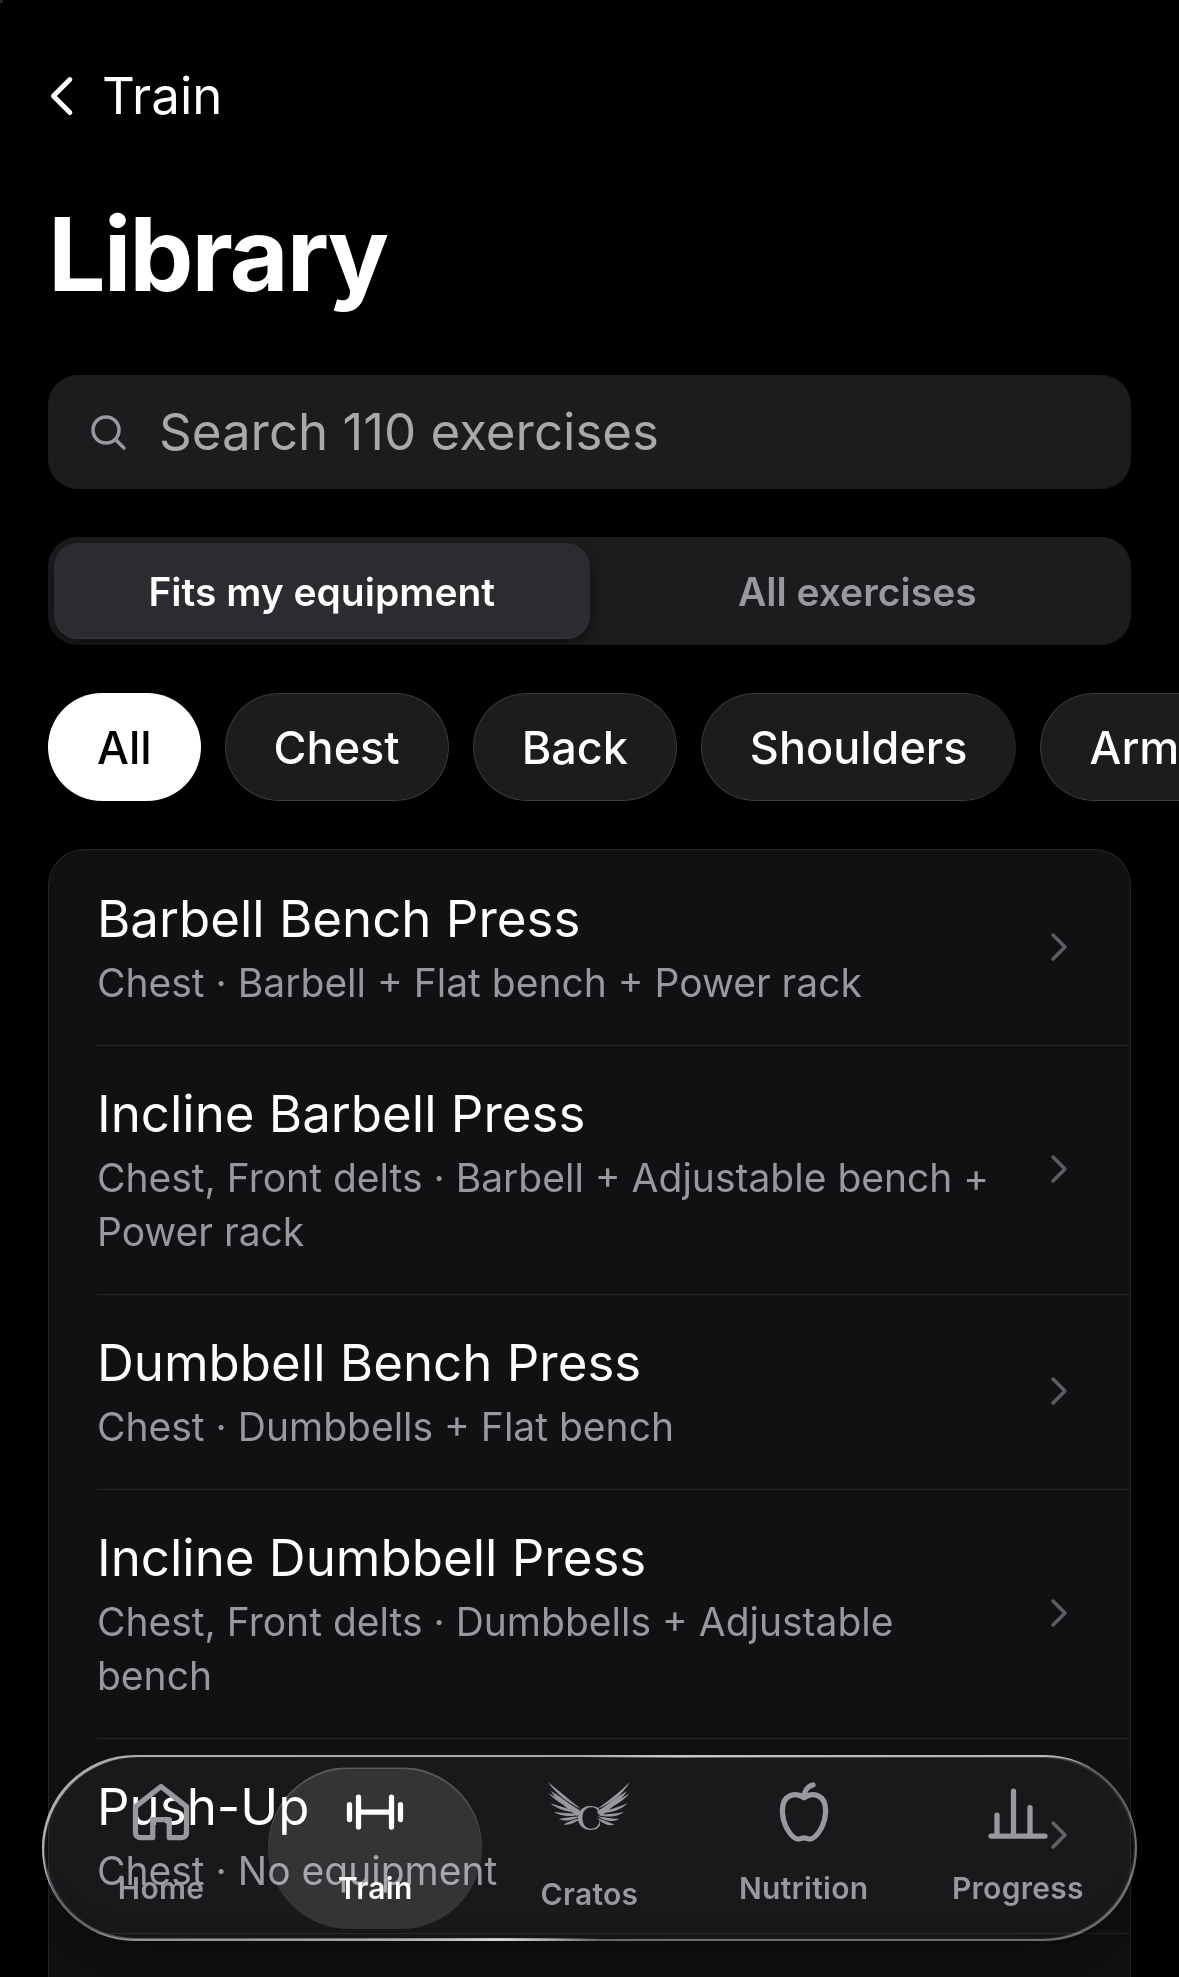 Train
Library
Search 110 exercises
Fits my equipment
All exercises
All
Chest
Back
Shoulders
Arm
Barbell Bench Press
Chest · Barbell + Flat bench + Power rack
Incline Barbell Press
Chest, Front delts · Barbell + Adjustable bench +
Power rack
Dumbbell Bench Press
Chest · Dumbbells + Flat bench
Incline Dumbbell Press
Chest, Front delts · Dumbbells + Adjustable
bench
Push-Up
Chest · No equipment
C
Home
Train
Cratos
Nutrition
Progress